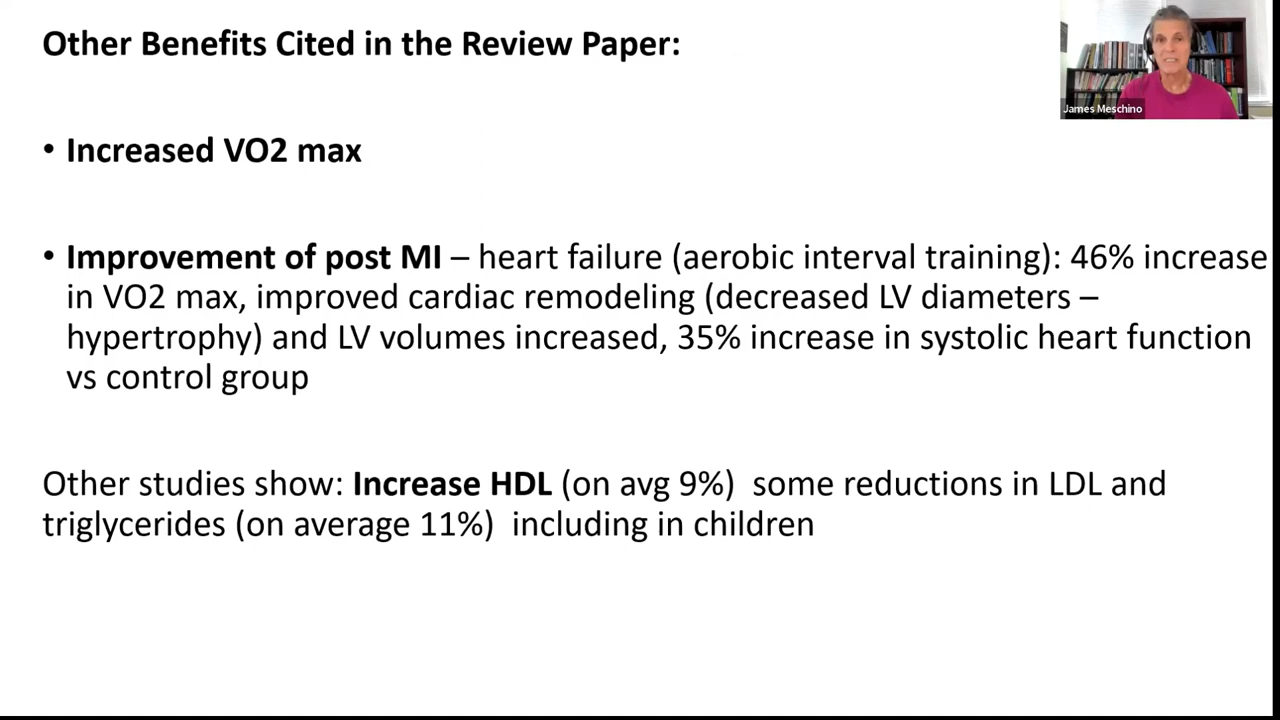 Other Benefits Cited in the Review Paper:
James Meschino
• Increased VO2 max
• Improvement of post MI – heart failure (aerobic interval training): 46% increase
in VO2 max, improved cardiac remodeling (decreased LV diameters –
hypertrophy) and LV volumes increased, 35% increase in systolic heart function
vs control group
Other studies show: Increase HDL (on avg 9%)  some reductions in LDL and
triglycerides (on average 11%)  including in children